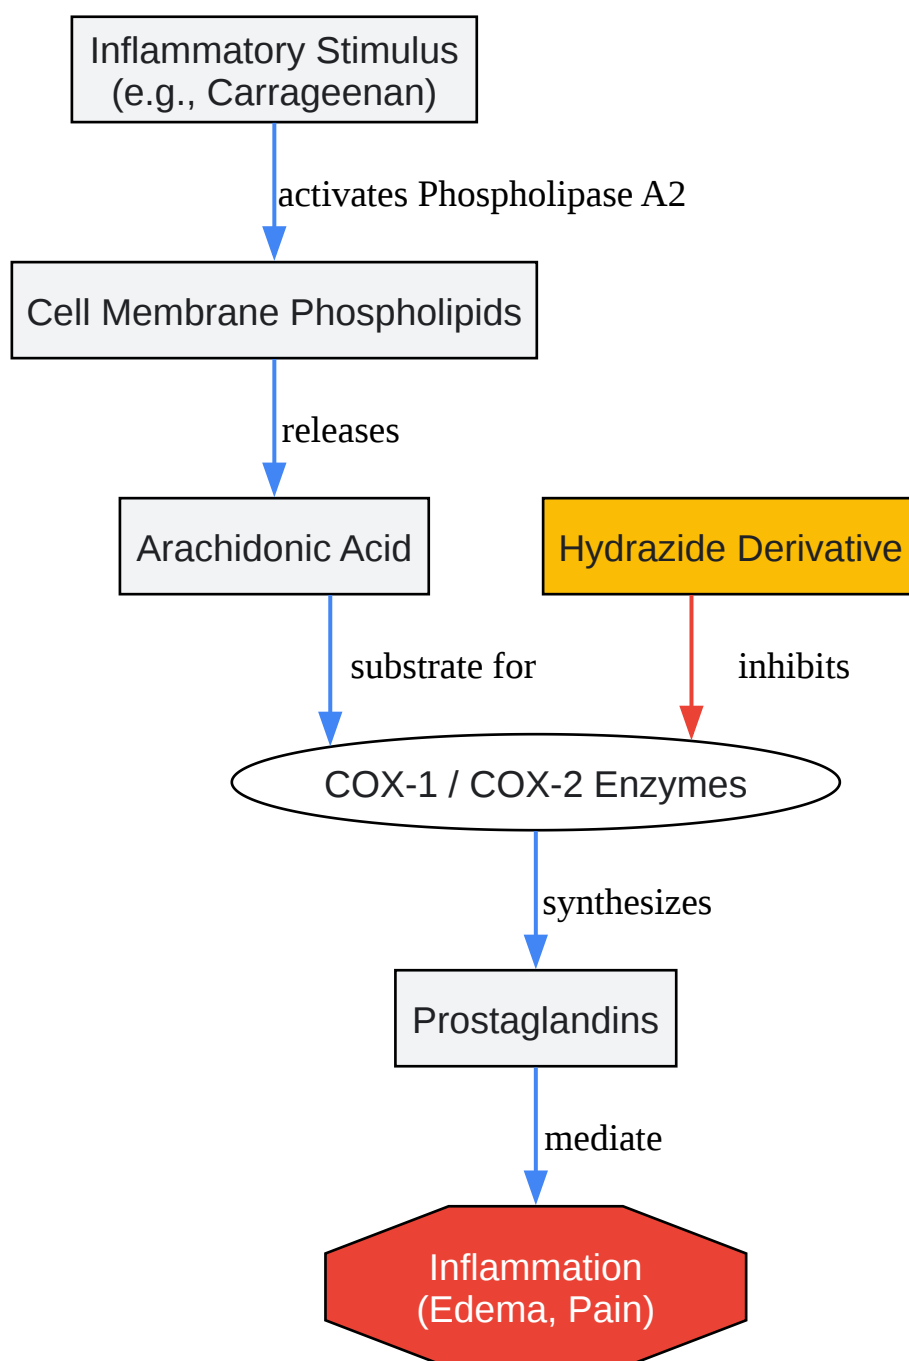 Inflammatory Stimulus
(e.g., Carrageenan)
activates Phospholipase A2
Cell Membrane Phospholipids
releases
Arachidonic Acid
Hydrazide Derivative
substrate for
inhibits
COX-1 / COX-2 Enzymes
synthesizes
Prostaglandins
mediate
Inflammation
(Edema, Pain)